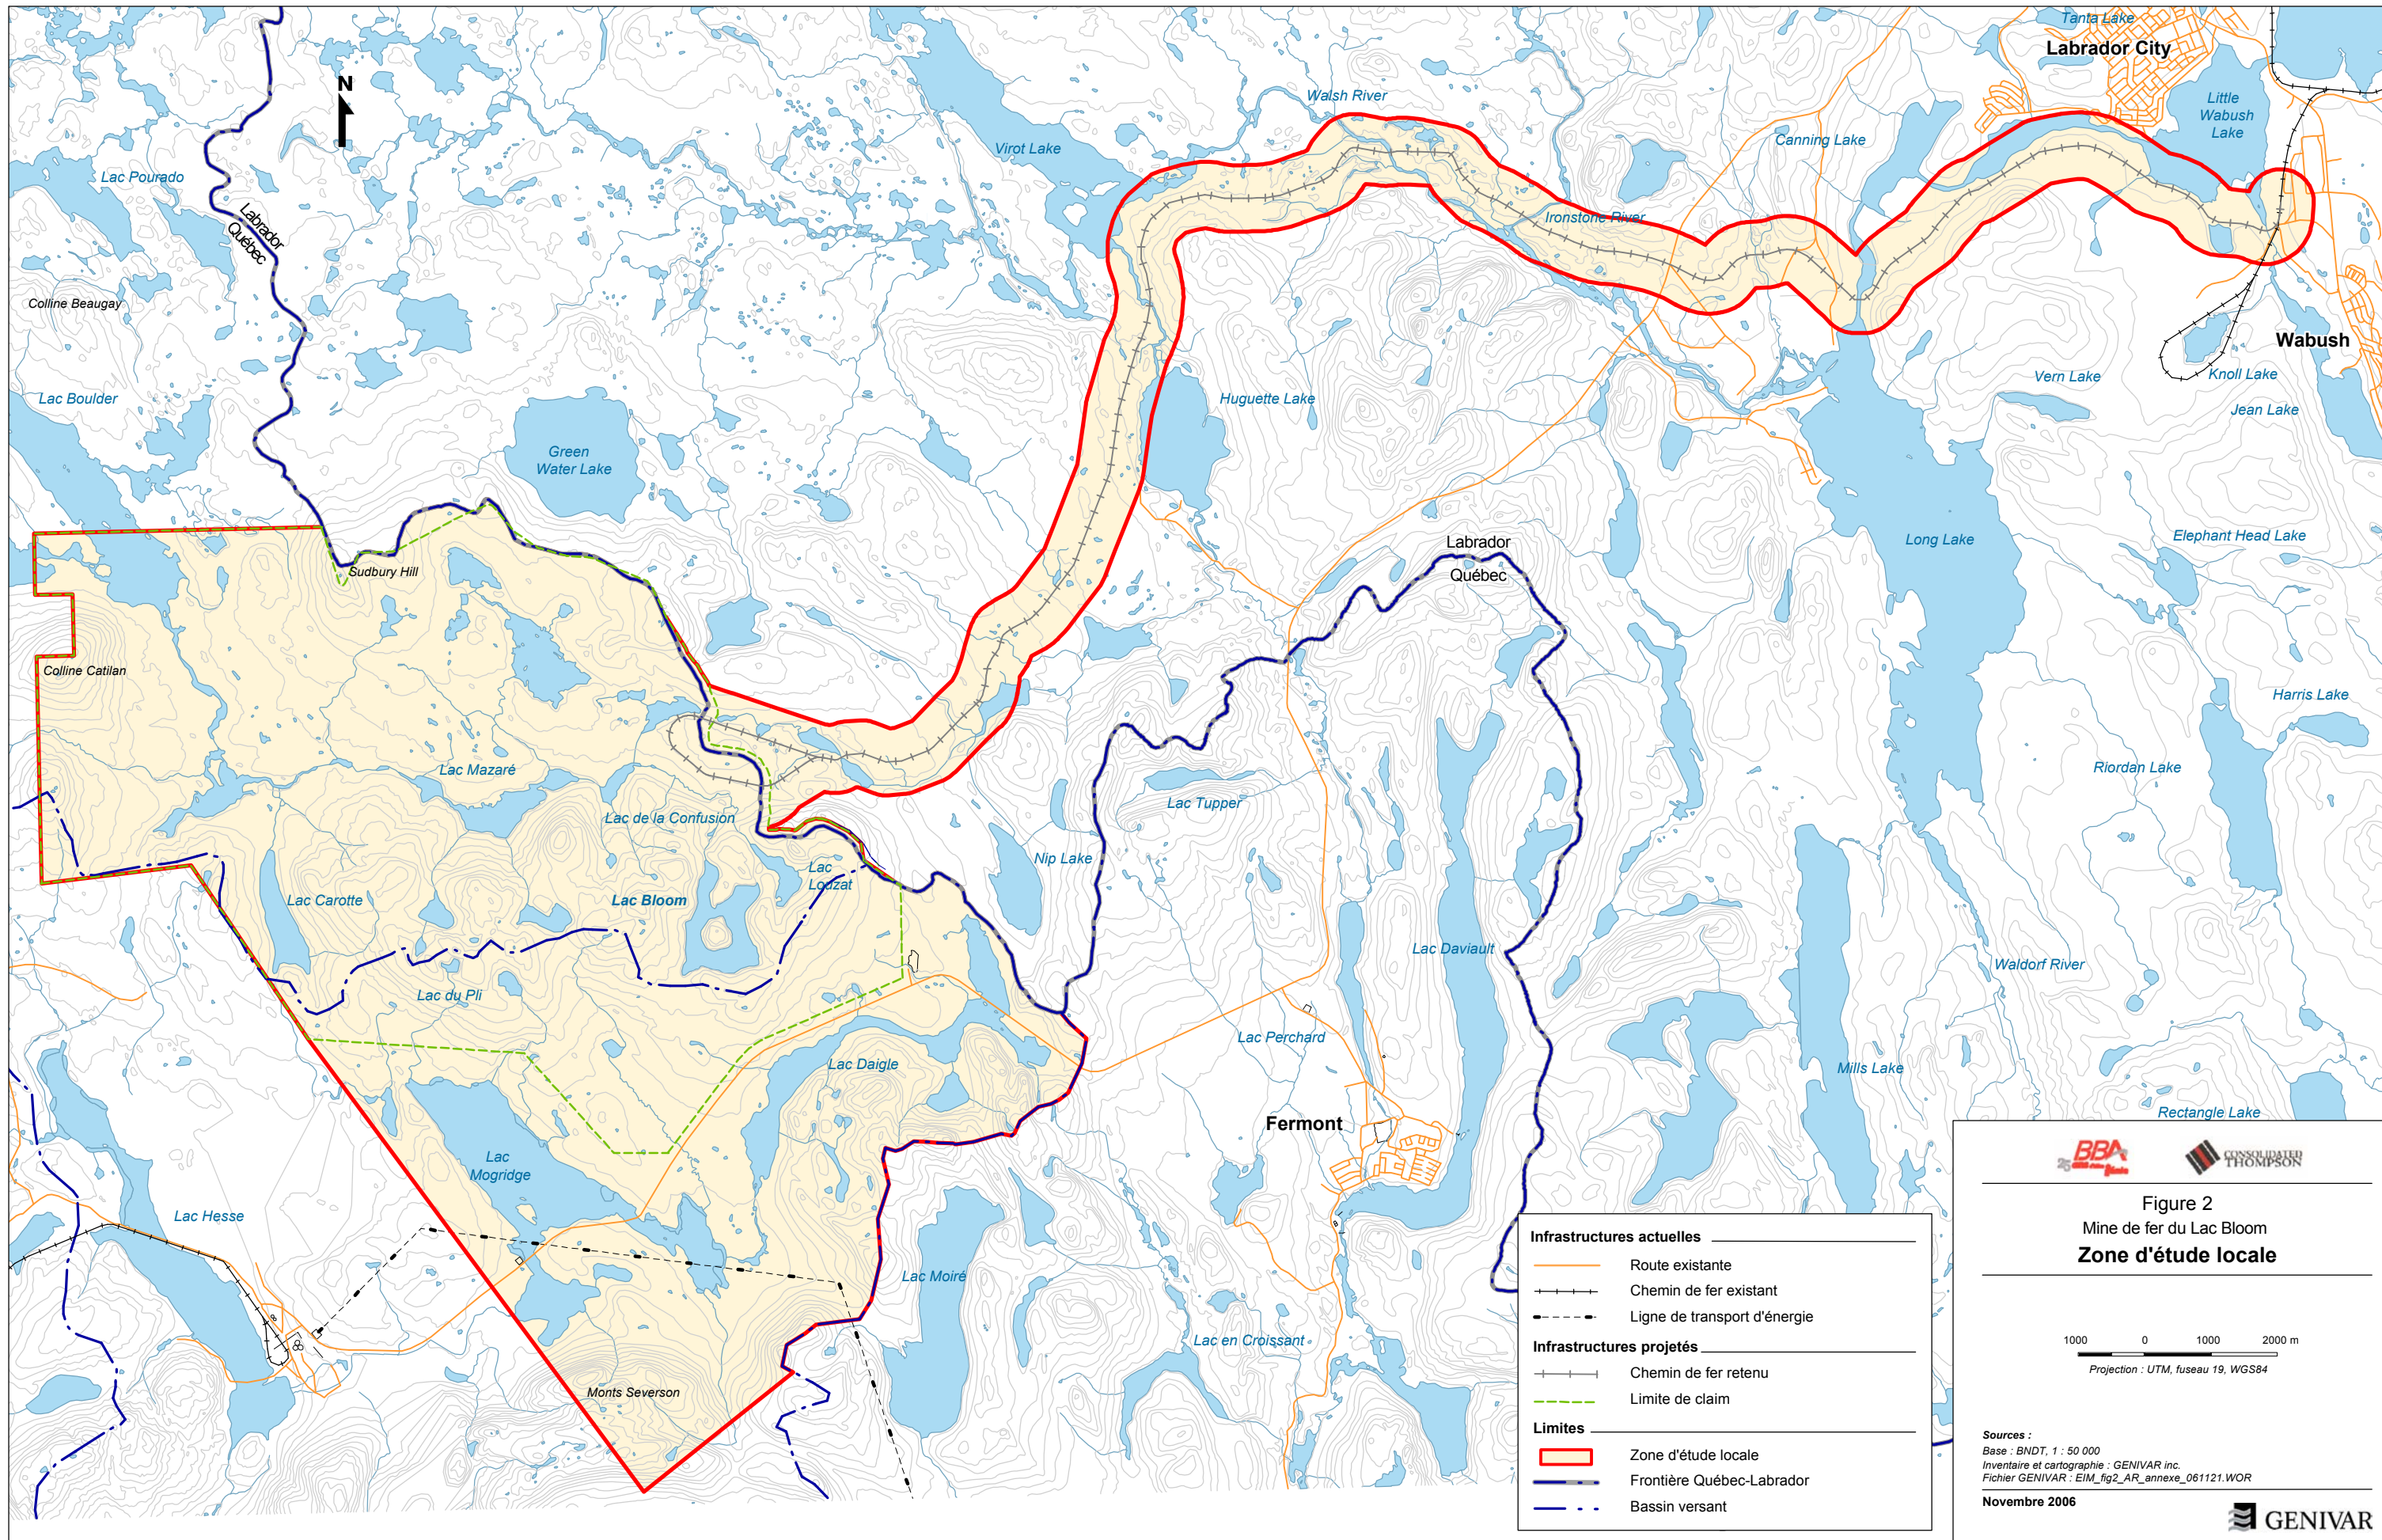 Tanta Lake
Labrador City
N
Walsh River
Little
Wabush
Lake
Virot Lake
Canning Lake
Lac Pourado
Labrador
Québec
Ironstone River
Colline Beaugay
Wabush
Lac Boulder
Huguette Lake
Vern Lake
Knoll Lake
Jean Lake
Green
Water Lake
Long Lake
Elephant Head Lake
Labrador
Québec
Sudbury Hill
Colline Catilan
Harris Lake
Lac Mazaré
Riordan Lake
Lac Tupper
Lac de la Confusion
Nip Lake
Lac
Louzat
Lac Carotte
Lac Bloom
Lac Daviault
Waldorf River
Lac du Pli
Lac Perchard
Lac Daigle
Mills Lake
Rectangle Lake
Fermont
Lac
Mogridge
Lac Hesse
Lac Moiré
Lac en Croissant
Monts Severson
Infrastructures actuelles
Route existante
Chemin de fer existant
Ligne de transport d'énergie
Infrastructures projetés
Chemin de fer retenu
Limite de claim
Limites
Zone d'étude locale
Frontière Québec-Labrador
Bassin versant
BBA
CONSOLIDATED
THOMPSON
Figure 2
Mine de fer du Lac Bloom
Zone d'étude locale
1000 0 1000 2000 m
Projection : UTM, fuseau 19, WGS84
Sources :
Base : BNDT, 1 : 50 000
Inventaire et cartographie : GENIVAR inc.
Fichier GENIVAR : EIM_fig2_AR_annexe_061121.WOR
Novembre 2006
GENIVAR